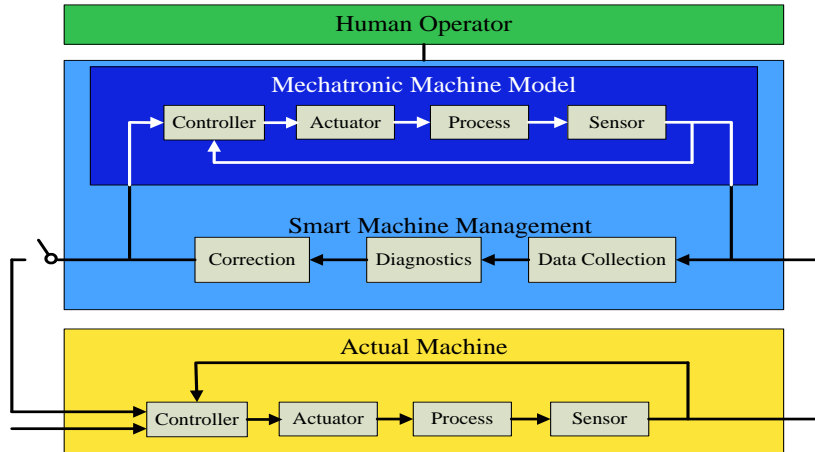 Human Operator
Mechatronic Machine Model
Controller
Actuator
Process
Sensor
Smart Machine Management
Correction
Diagnostics
Data Collection
Actual Machine
Controller
Actuator
Process
Sensor